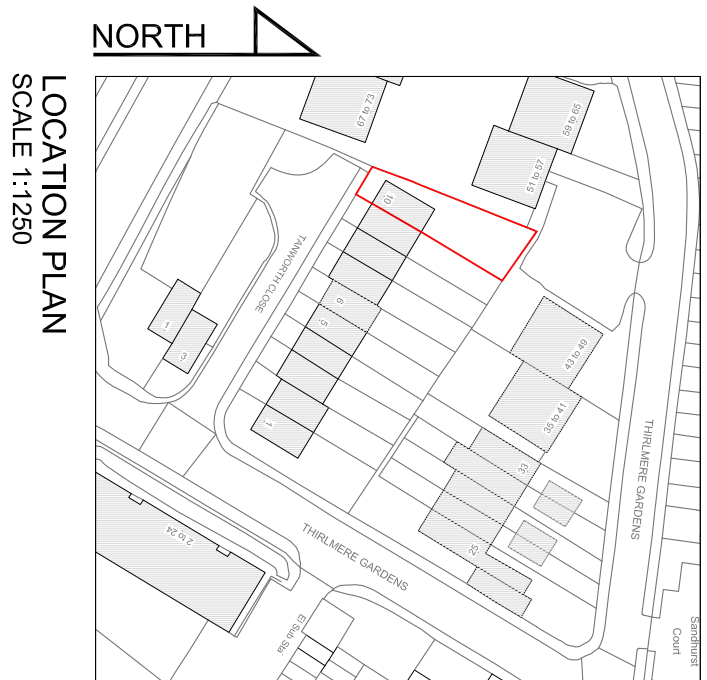 NORTH
LOCATION PLAN
SCALE 1:1250
67 to 73
59 to 65
51 to 57
10
TANWORTH CLOSE
6
5
1
1
3
43 to 49
35 to 41
33
25
THIRLMERE GARDENS
THIRLMERE GARDENS
2 to 24
El Sub Sta
Sandhurst
Court